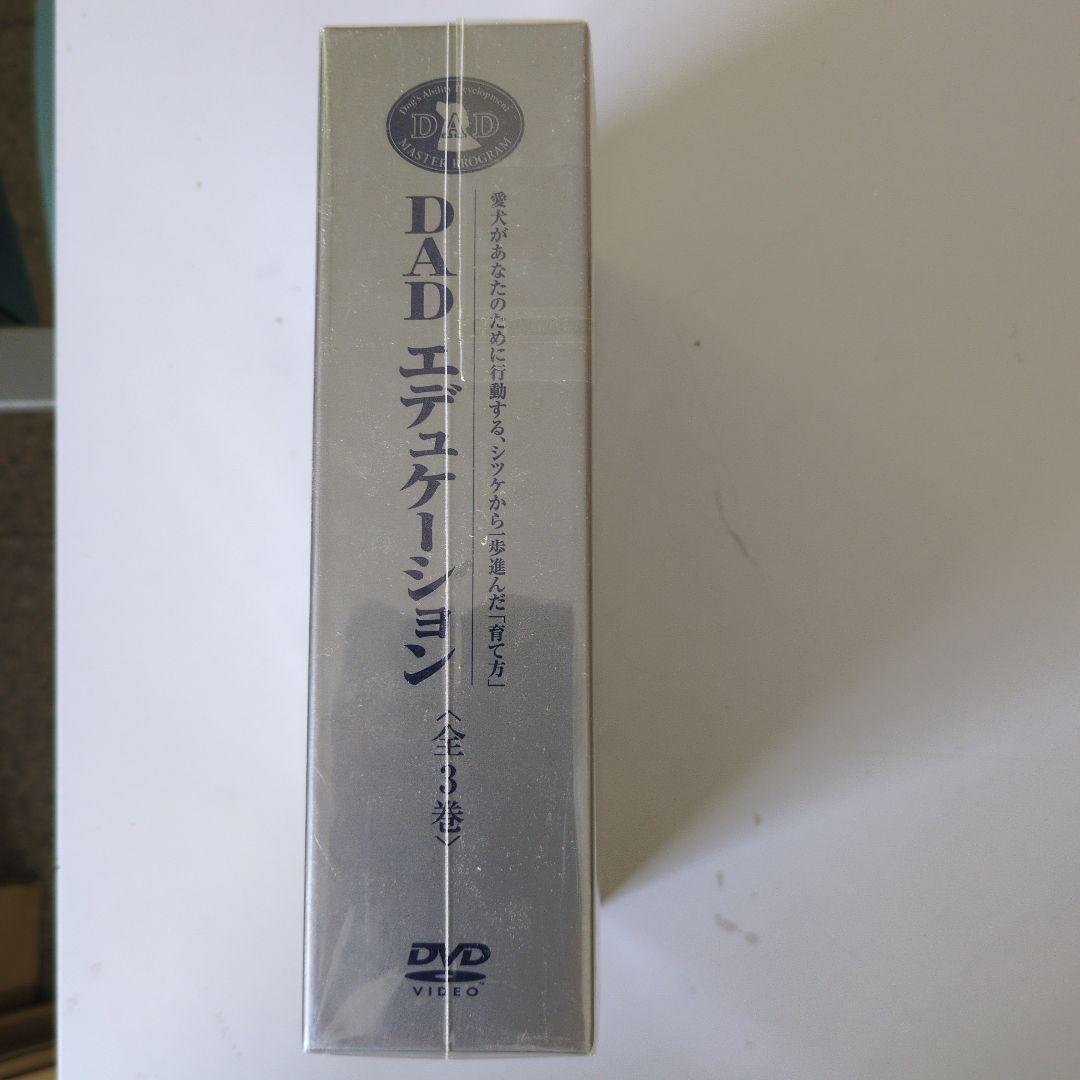 Dog's Ability Development
DAD
MASTER PROGRAM
愛犬があなたのために行動する、シツケから一歩進んだ「育て方」
DAD エデュケーション
〈全3巻〉
DVD
VIDEO™